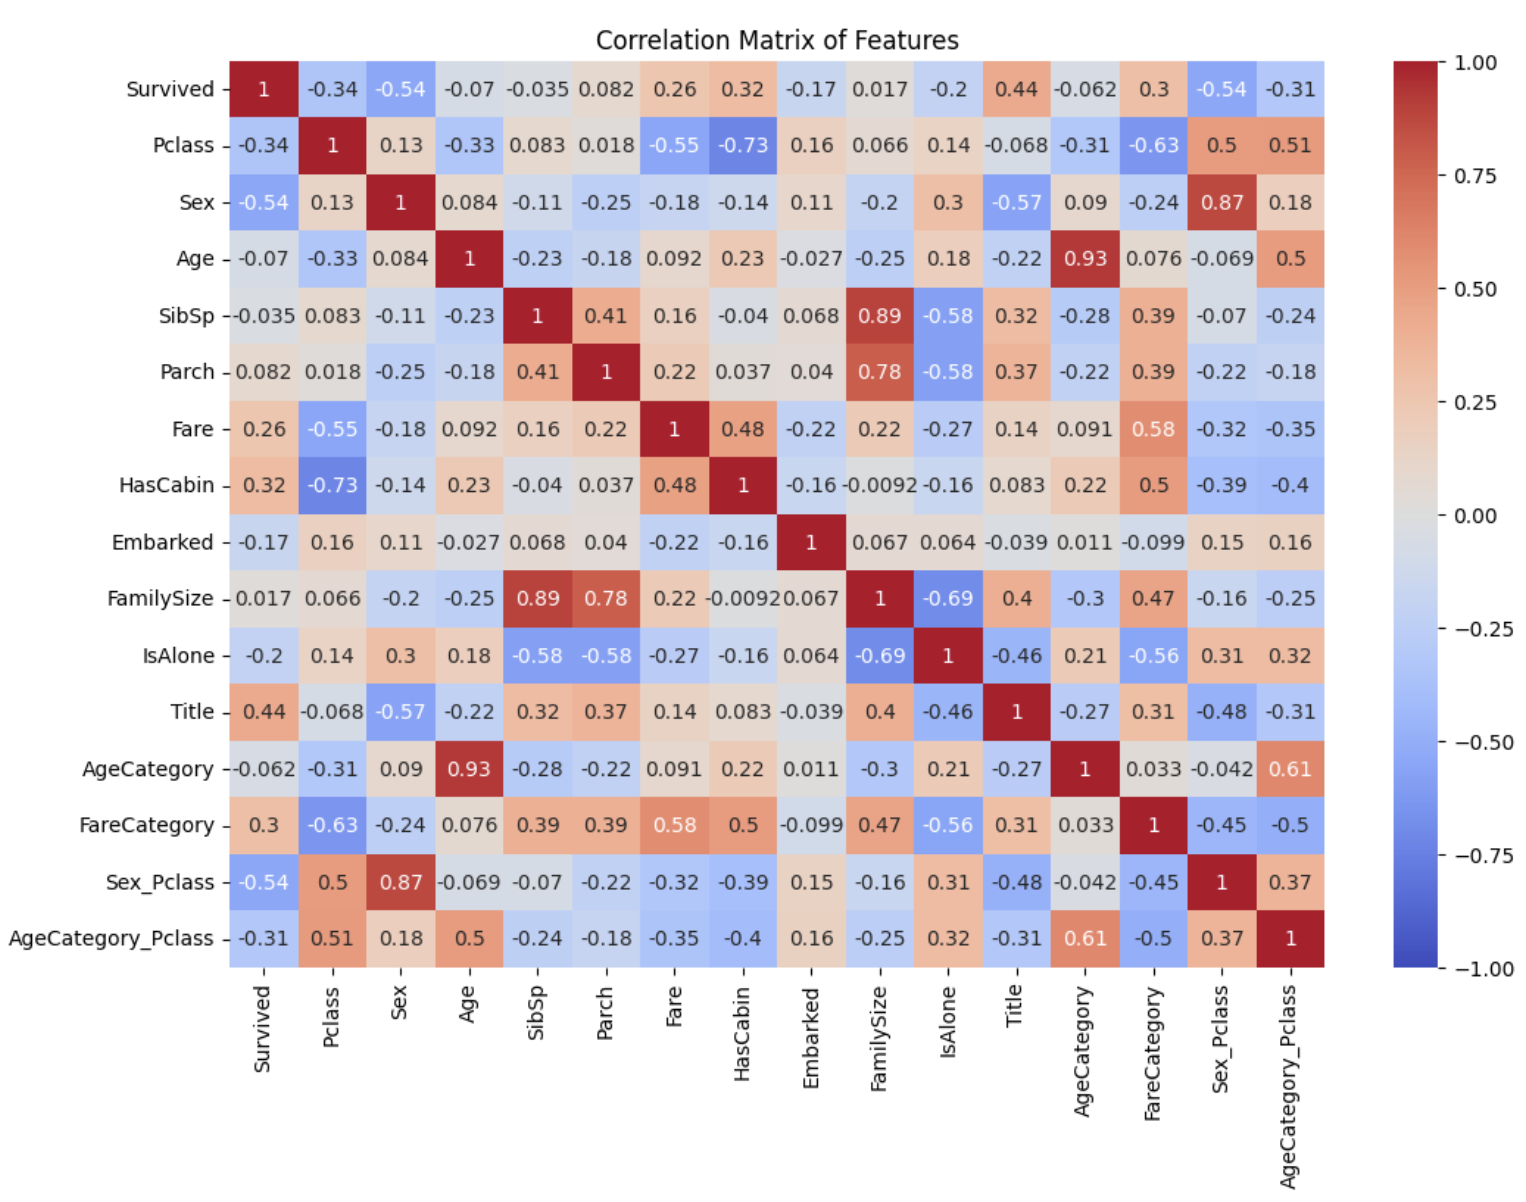 Correlation Matrix of Features
Survived 1 -0.34 -0.54 -0.07 -0.035 0.082 0.26 0.32 -0.17 0.017 -0.2 0.44 -0.062 0.3 -0.54 -0.31
Pclass -0.34 1 0.13 -0.33 0.083 0.018 -0.55 -0.73 0.16 0.066 0.14 -0.068 -0.31 -0.63 0.5 0.51
Sex -0.54 0.13 1 0.084 -0.11 -0.25 -0.18 -0.14 0.11 -0.2 0.3 -0.57 0.09 -0.24 0.87 0.18
Age -0.07 -0.33 0.084 1 -0.23 -0.18 0.092 0.23 -0.027 -0.25 0.18 -0.22 0.93 0.076 -0.069 0.5
SibSp -0.035 0.083 -0.11 -0.23 1 0.41 0.16 -0.04 0.068 0.89 -0.58 0.32 -0.28 0.39 -0.07 -0.24
Parch 0.082 0.018 -0.25 -0.18 0.41 1 0.22 0.037 0.04 0.78 -0.58 0.37 -0.22 0.39 -0.22 -0.18
Fare 0.26 -0.55 -0.18 0.092 0.16 0.22 1 0.48 -0.22 0.22 -0.27 0.14 0.091 0.58 -0.32 -0.35
HasCabin 0.32 -0.73 -0.14 0.23 -0.04 0.037 0.48 1 -0.16 -0.0092 -0.16 0.083 0.22 0.5 -0.39 -0.4
Embarked -0.17 0.16 0.11 -0.027 0.068 0.04 -0.22 -0.16 1 0.067 0.064 -0.039 0.011 -0.099 0.15 0.16
FamilySize 0.017 0.066 -0.2 -0.25 0.89 0.78 0.22 -0.0092 0.067 1 -0.69 0.4 -0.3 0.47 -0.16 -0.25
IsAlone -0.2 0.14 0.3 0.18 -0.58 -0.58 -0.27 -0.16 0.064 -0.69 1 -0.46 0.21 -0.56 0.31 0.32
Title 0.44 -0.068 -0.57 -0.22 0.32 0.37 0.14 0.083 -0.039 0.4 -0.46 1 -0.27 0.31 -0.48 -0.31
AgeCategory -0.062 -0.31 0.09 0.93 -0.28 -0.22 0.091 0.22 0.011 -0.3 0.21 -0.27 1 0.033 -0.042 0.61
FareCategory 0.3 -0.63 -0.24 0.076 0.39 0.39 0.58 0.5 -0.099 0.47 -0.56 0.31 0.033 1 -0.45 -0.5
Sex_Pclass -0.54 0.5 0.87 -0.069 -0.07 -0.22 -0.32 -0.39 0.15 -0.16 0.31 -0.48 -0.042 -0.45 1 0.37
AgeCategory_Pclass -0.31 0.51 0.18 0.5 -0.24 -0.18 -0.35 -0.4 0.16 -0.25 0.32 -0.31 0.61 -0.5 0.37 1
Survived
Pclass
Sex
Age
SibSp
Parch
Fare
HasCabin
Embarked
FamilySize
IsAlone
Title
AgeCategory
FareCategory
Sex_Pclass
AgeCategory_Pclass
1.00
0.75
0.50
0.25
0.00
−0.25
−0.50
−0.75
−1.00